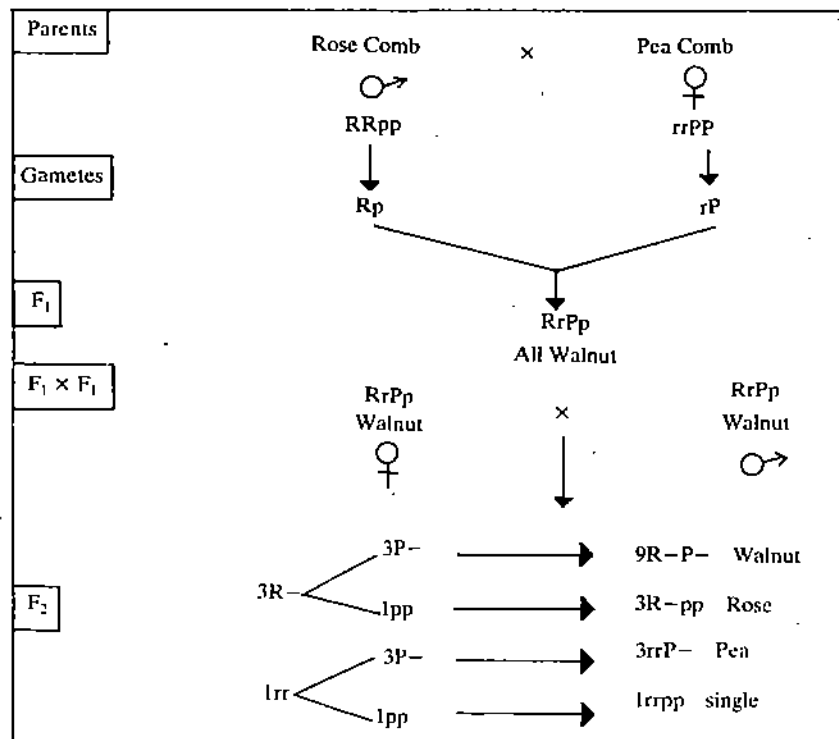 Parents
Rose Comb × Pea Comb
RRpp rrPP
Gametes
Rp rP
F₁
RrPp
All Walnut
F₁ × F₁
RrPp × RrPp
Walnut Walnut
3P– 9R–P– Walnut
3R–
F₂
1pp 3R–pp Rose
3P– 3rrP– Pea
1rr
1pp 1rrpp single